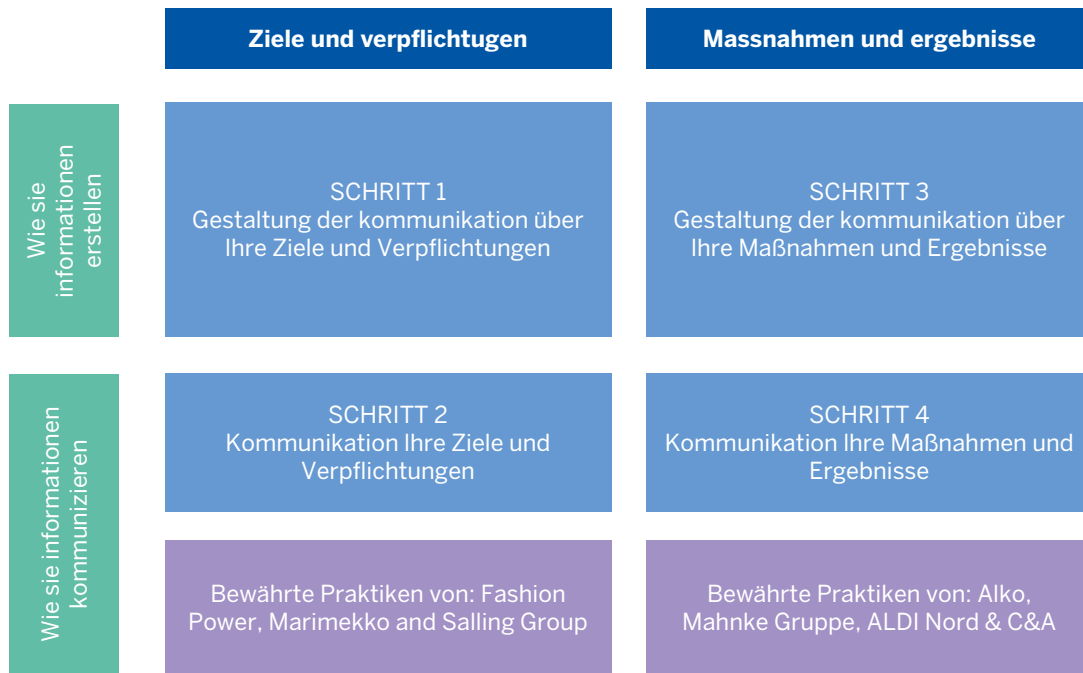 Ziele und verpflichtugen
Massnahmen und ergebnisse
Wie sie
informationen
erstellen
SCHRITT 1
Gestaltung der kommunikation über
Ihre Ziele und Verpflichtungen
SCHRITT 3
Gestaltung der kommunikation über
Ihre Maßnahmen und Ergebnisse
Wie sie informationen
kommunizieren
SCHRITT 2
Kommunikation Ihre Ziele und
Verpflichtungen
SCHRITT 4
Kommunikation Ihre Maßnahmen und
Ergebnisse
Bewährte Praktiken von: Fashion
Power, Marimekko and Salling Group
Bewährte Praktiken von: Alko,
Mahnke Gruppe, ALDI Nord & C&A